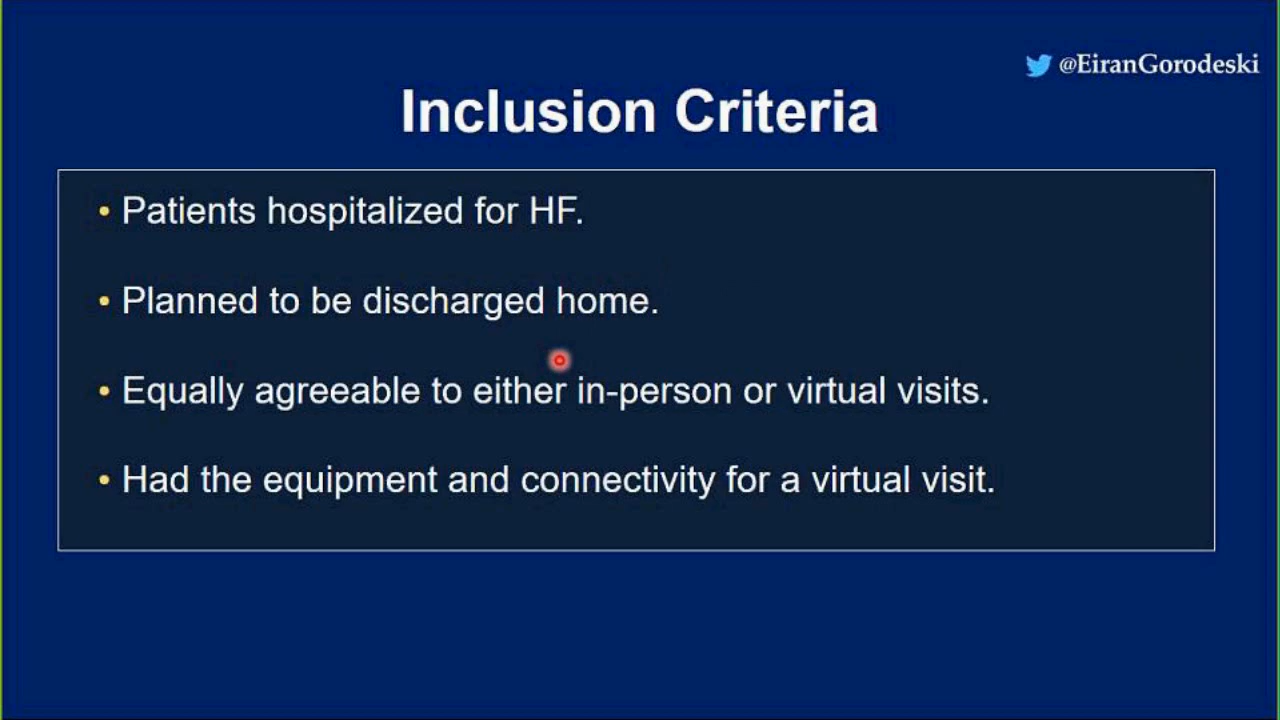 @EiranGorodeski
Inclusion Criteria
• Patients hospitalized for HF.
• Planned to be discharged home.
• Equally agreeable to either in-person or virtual visits.
• Had the equipment and connectivity for a virtual visit.